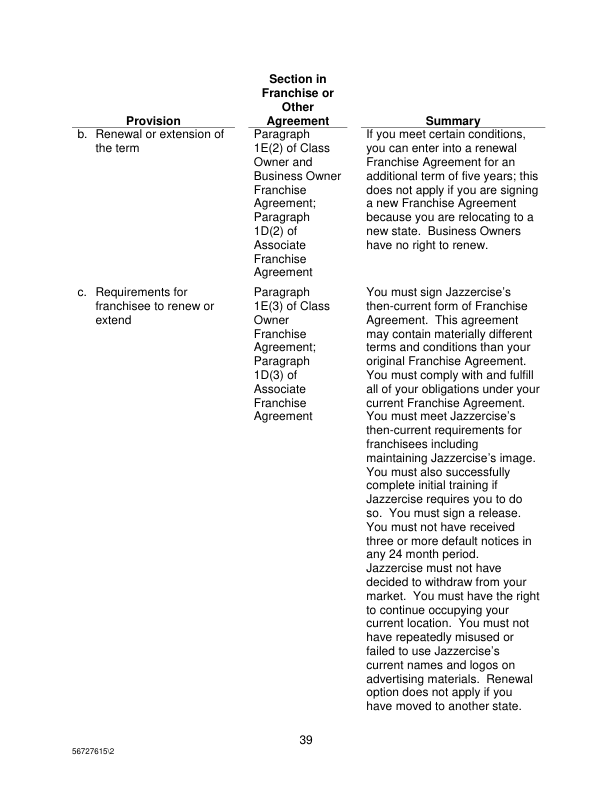 Section in
Franchise or
Other
Provision Agreement Summary
b. Renewal or extension of
the term
Paragraph
1E(2) of Class
Owner and
Business Owner
Franchise
Agreement;
Paragraph
1D(2) of
Associate
Franchise
Agreement
If you meet certain conditions,
you can enter into a renewal
Franchise Agreement for an
additional term of five years; this
does not apply if you are signing
a new Franchise Agreement
because you are relocating to a
new state.  Business Owners
have no right to renew.
c. Requirements for
franchisee to renew or
extend
Paragraph
1E(3) of Class
Owner
Franchise
Agreement;
Paragraph
1D(3) of
Associate
Franchise
Agreement
You must sign Jazzercise's
then-current form of Franchise
Agreement.  This agreement
may contain materially different
terms and conditions than your
original Franchise Agreement.
You must comply with and fulfill
all of your obligations under your
current Franchise Agreement.
You must meet Jazzercise's
then-current requirements for
franchisees including
maintaining Jazzercise's image.
You must also successfully
complete initial training if
Jazzercise requires you to do
so.  You must sign a release.
You must not have received
three or more default notices in
any 24 month period.
Jazzercise must not have
decided to withdraw from your
market.  You must have the right
to continue occupying your
current location.  You must not
have repeatedly misused or
failed to use Jazzercise's
current names and logos on
advertising materials.  Renewal
option does not apply if you
have moved to another state.
39
56727615\2